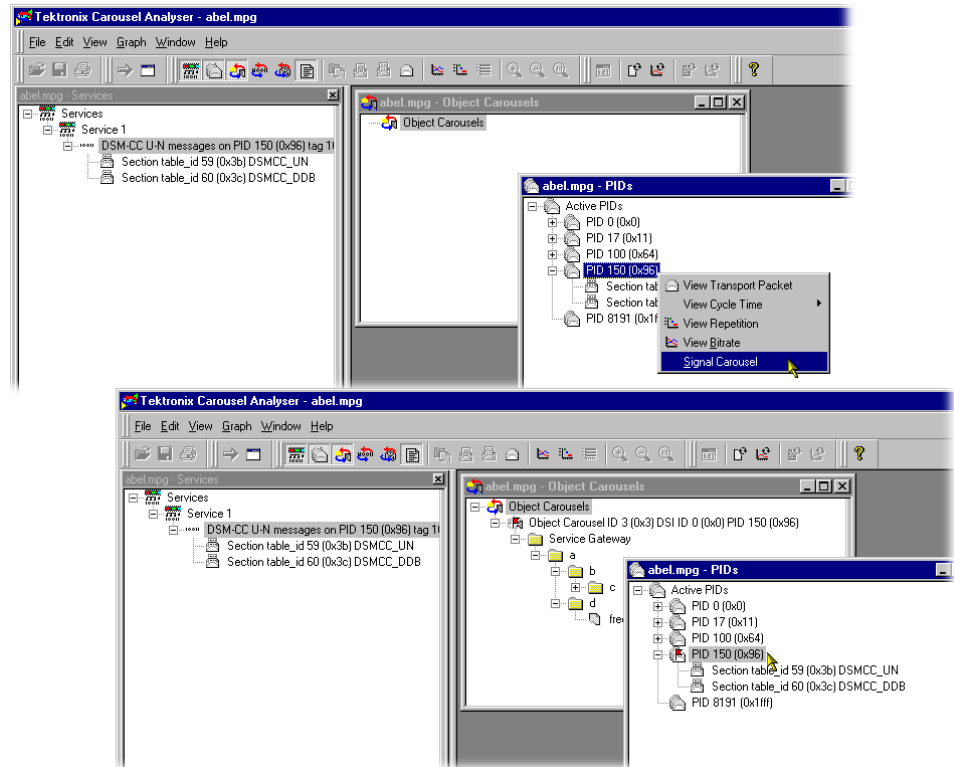 Tektronix Carousel Analyser - abel.mpg
File Edit View Graph Window Help
abel.mpg - Services
Services
Service 1
DSM-CC U-N messages on PID 150 (0x96) tag
Section table_id 59 (0x3b) DSMCC_UN
Section table_id 60 (0x3c) DSMCC_DDB
abel.mpg - Object Carousels
Object Carousels
abel.mpg - PIDs
Active PIDs
PID 0 (0x0)
PID 17 (0x11)
PID 100 (0x64)
PID 150 (0x96)
Section tab
Section tab
PID 8191 (0x1f
View Transport Packet
View Cycle Time
View Repetition
View Bitrate
Signal Carousel
Tektronix Carousel Analyser - abel.mpg
File Edit View Graph Window Help
abel.mpg - Services
Services
Service 1
DSM-CC U-N messages on PID 150 (0x96) tag
Section table_id 59 (0x3b) DSMCC_UN
Section table_id 60 (0x3c) DSMCC_DDB
abel.mpg - Object Carousels
Object Carousels
Object Carousel ID 3 (0x3) DSI ID 0 (0x0) PID 150 (0x96)
Service Gateway
a
b
c
d
abel.mpg - PIDs
Active PIDs
PID 0 (0x0)
PID 17 (0x11)
PID 100 (0x64)
PID 150 (0x96)
Section table_id 59 (0x3b) DSMCC_UN
Section table_id 60 (0x3c) DSMCC_DDB
PID 8191 (0x1fff)